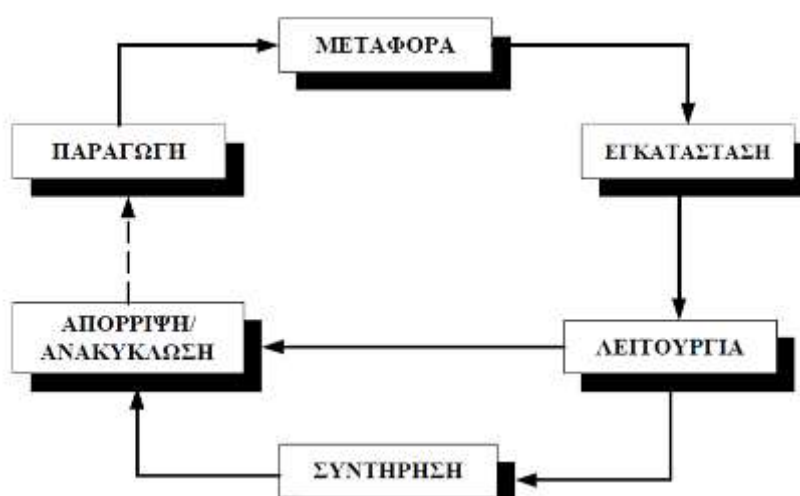 ΜΕΤΑΦΟΡΑ
ΠΑΡΑΓΩΓΗ
ΕΓΚΑΤΑΣΤΑΣΗ
ΑΠΟΡΡΙΨΗ/
ΑΝΑΚΥΚΛΩΣΗ
ΛΕΙΤΟΥΡΓΙΑ
ΣΥΝΤΗΡΗΣΗ